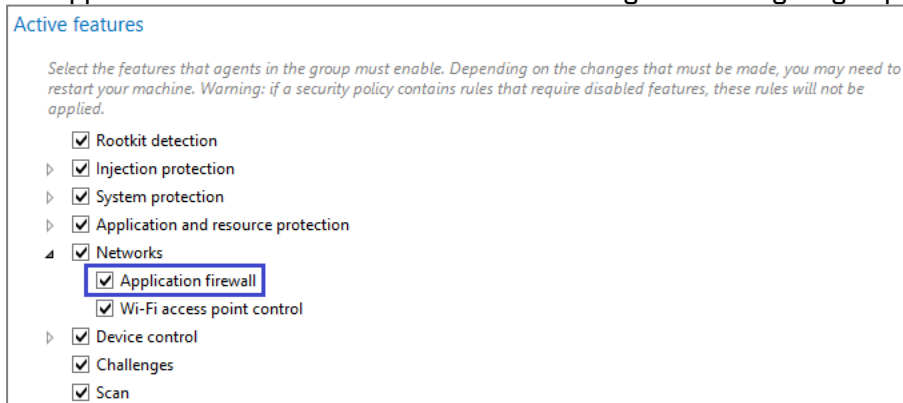 Active features
Select the features that agents in the group must enable. Depending on the changes that must be made, you may need to
restart your machine. Warning: if a security policy contains rules that require disabled features, these rules will not be
applied.
Rootkit detection
Injection protection
System protection
Application and resource protection
Networks
Application firewall
Wi-Fi access point control
Device control
Challenges
Scan